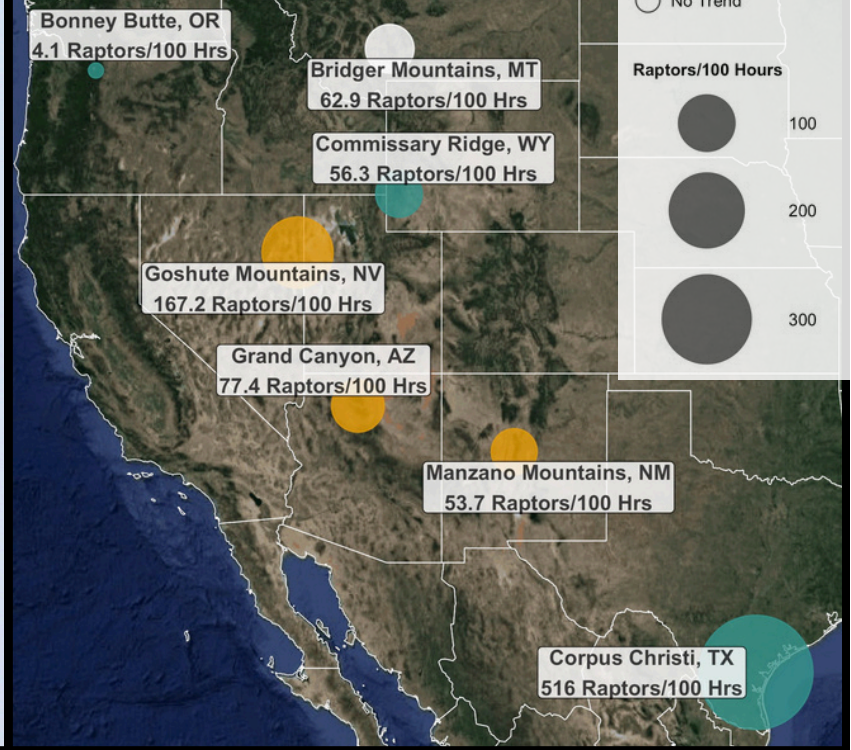 No Trend
Bonney Butte, OR
4.1 Raptors/100 Hrs
Bridger Mountains, MT
62.9 Raptors/100 Hrs
Raptors/100 Hours
100
200
300
Commissary Ridge, WY
56.3 Raptors/100 Hrs
Goshute Mountains, NV
167.2 Raptors/100 Hrs
Grand Canyon, AZ
77.4 Raptors/100 Hrs
Manzano Mountains, NM
53.7 Raptors/100 Hrs
Corpus Christi, TX
516 Raptors/100 Hrs